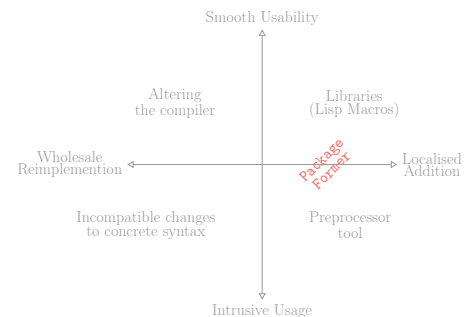 Smooth Usability
Altering
the compiler
Libraries
(Lisp Macros)
Wholesale
Reimplemention
Package
Former
Localised
Addition
Incompatible changes
to concrete syntax
Preprocessor
tool
Intrusive Usage